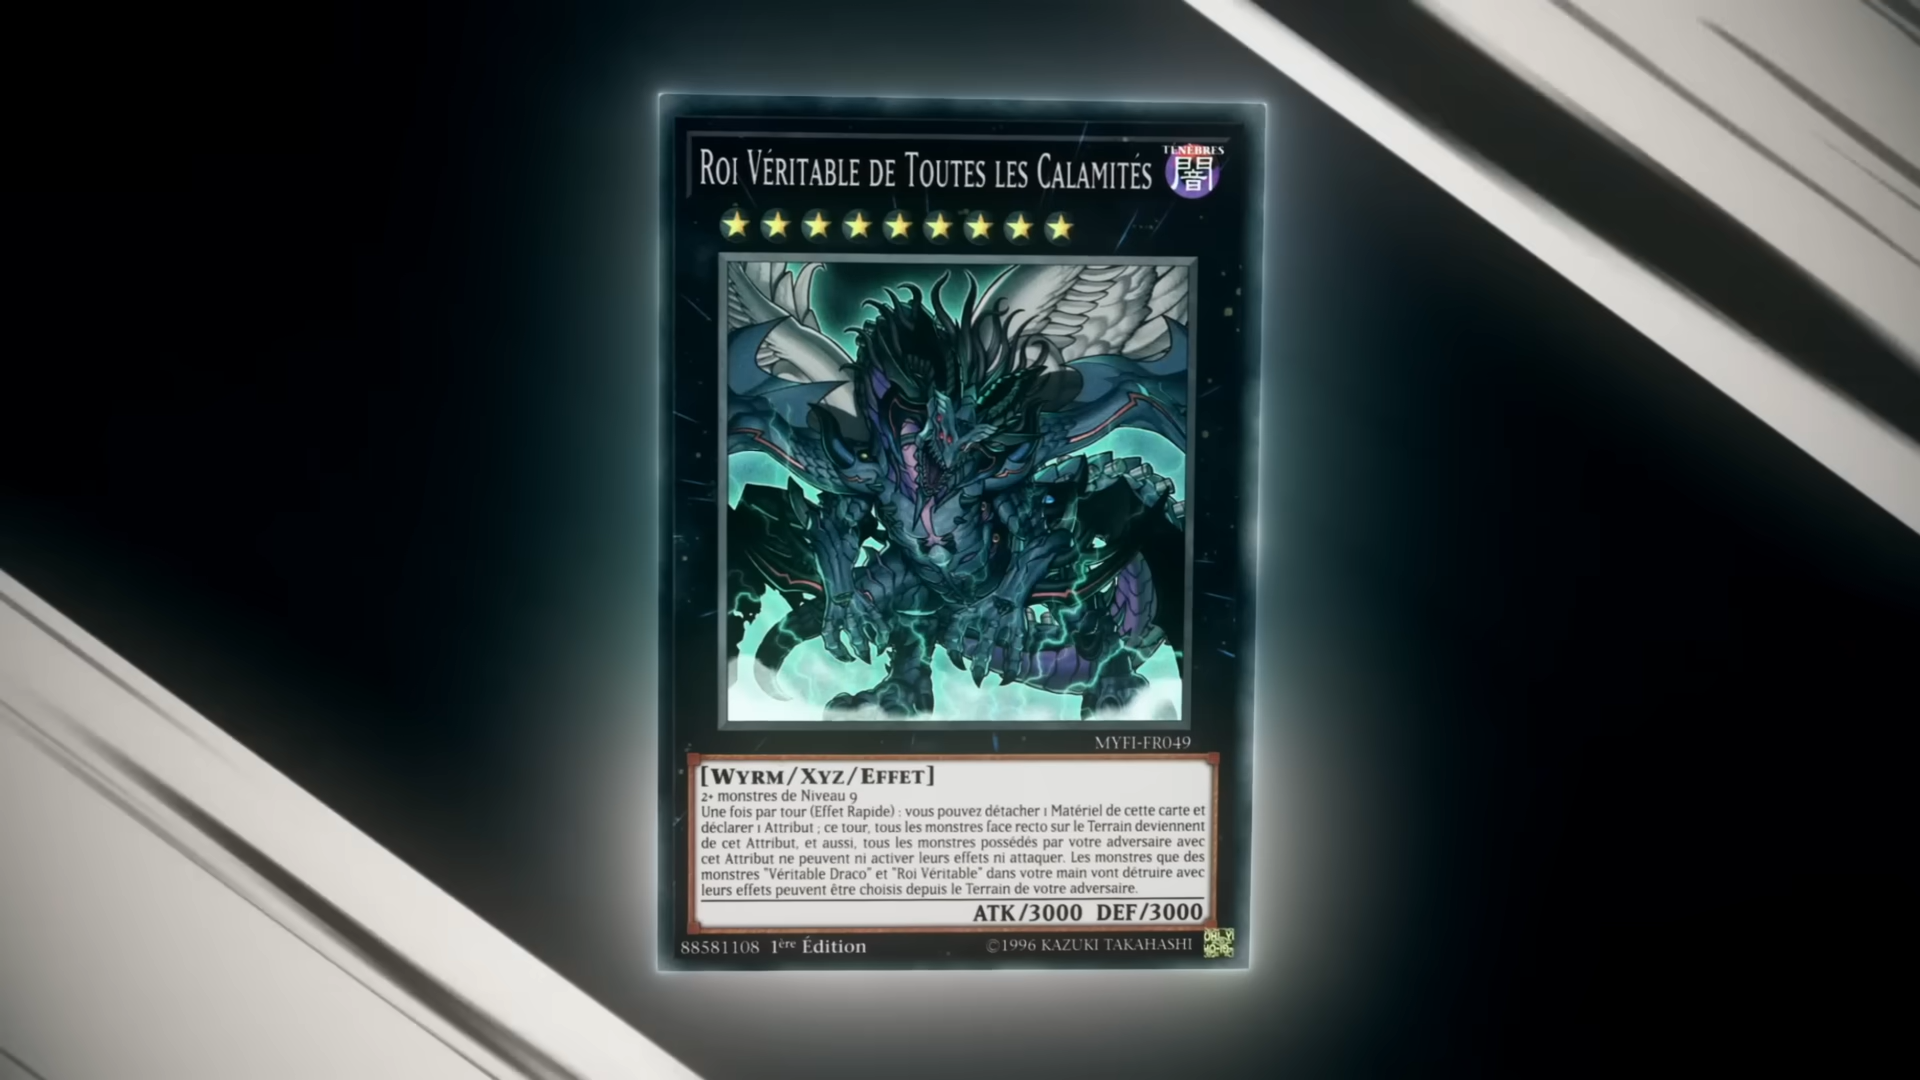 Roi Véritable de Toutes les Calamités
TÉNÈBRES
闇
MYFI-FR049
[Wyrm/Xyz/Effet]
2+ monstres de Niveau 9
Une fois par tour (Effet Rapide) : vous pouvez détacher 1 Matériel de cette carte et
déclarer 1 Attribut ; ce tour, tous les monstres face recto sur le Terrain deviennent
de cet Attribut, et aussi, tous les monstres possédés par votre adversaire avec
cet Attribut ne peuvent ni activer leurs effets ni attaquer. Les monstres que des
monstres "Véritable Draco" et "Roi Véritable" dans votre main vont détruire avec
leurs effets peuvent être choisis depuis le Terrain de votre adversaire.
ATK/3000 DEF/3000
88581108 1ère Édition
©1996 KAZUKI TAKAHASHI